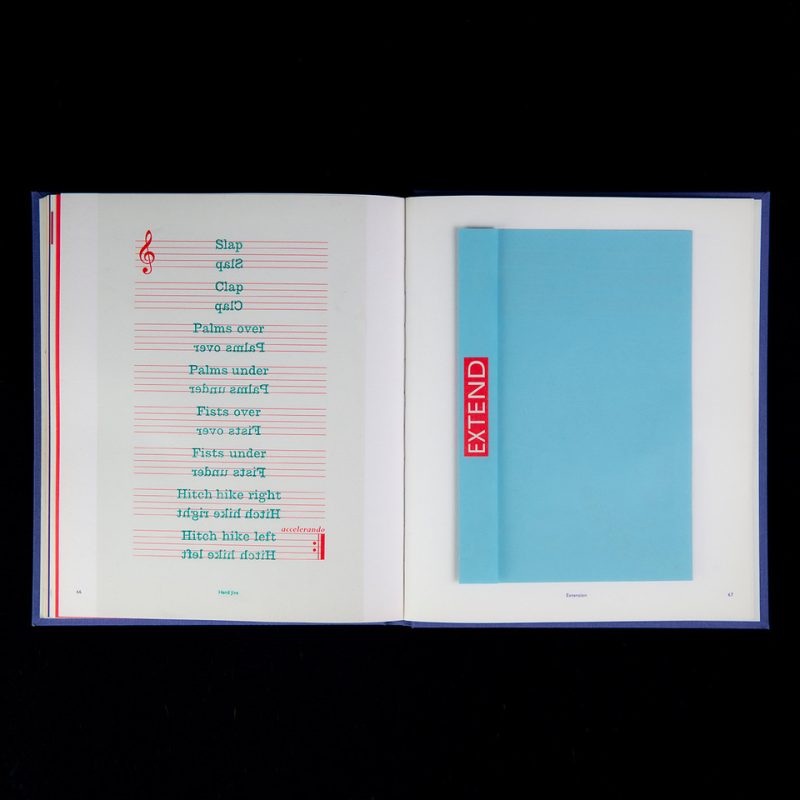 Slap
Slap
Clap
Clap
Palms over
Palms over
Palms under
Palms under
Fists over
Fists over
Fists under
Fists under
Hitch hike right
Hitch hike right
accelerando
Hitch hike left
Hitch hike left
66
Hand Jive
EXTEND
Extension
67